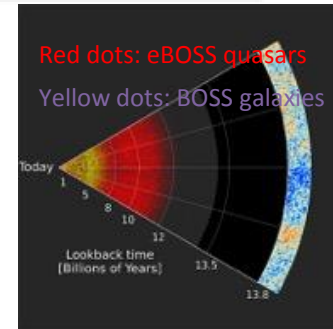 Red dots: eBOSS quasars
Yellow dots: BOSS galaxies
Today
1
5
8
10
12
13.5
13.8
Lookback time
[Billions of Years]